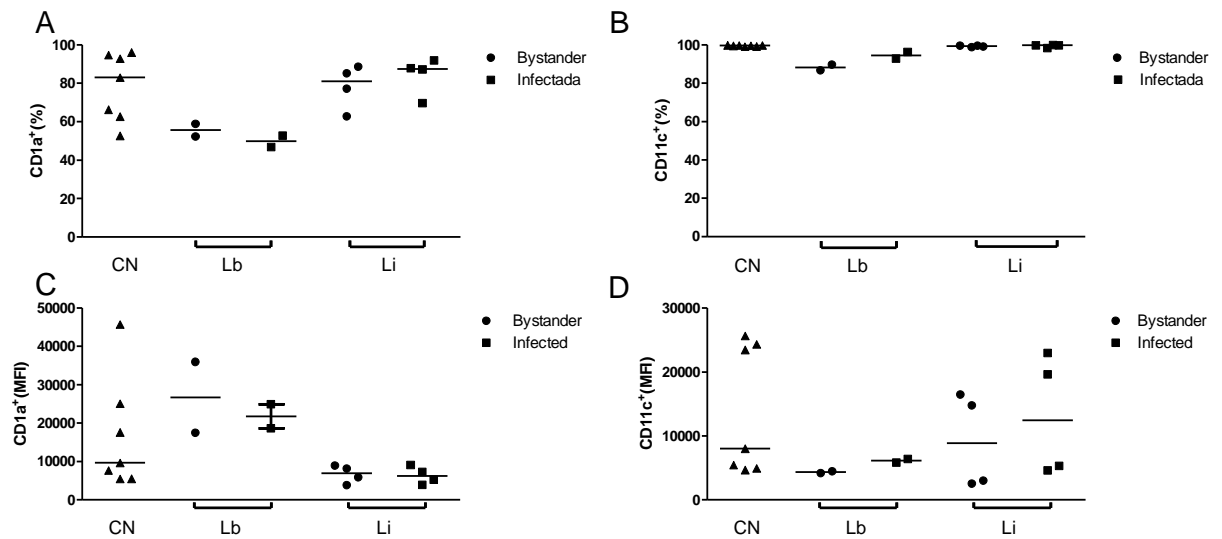 A
CD1a+(%)
100
80
60
40
20
0
CN
Lb
Li
Bystander
Infectada
B
CD11c+(%)
100
80
60
40
20
0
CN
Lb
Li
Bystander
Infectada
C
CD1a+(MFI)
50000
40000
30000
20000
10000
0
CN
Lb
Li
Bystander
Infected
D
CD11c+(MFI)
30000
20000
10000
0
CN
Lb
Li
Bystander
Infected